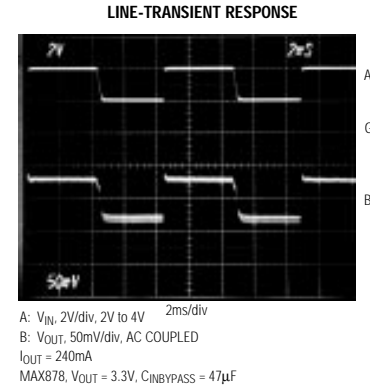 LINE-TRANSIENT RESPONSE
2V 2mS
A
B
50mV
2ms/div
A: VIN, 2V/div, 2V to 4V
B: VOUT, 50mV/div, AC COUPLED
IOUT = 240mA
MAX878, VOUT = 3.3V, CINBYPASS = 47µF